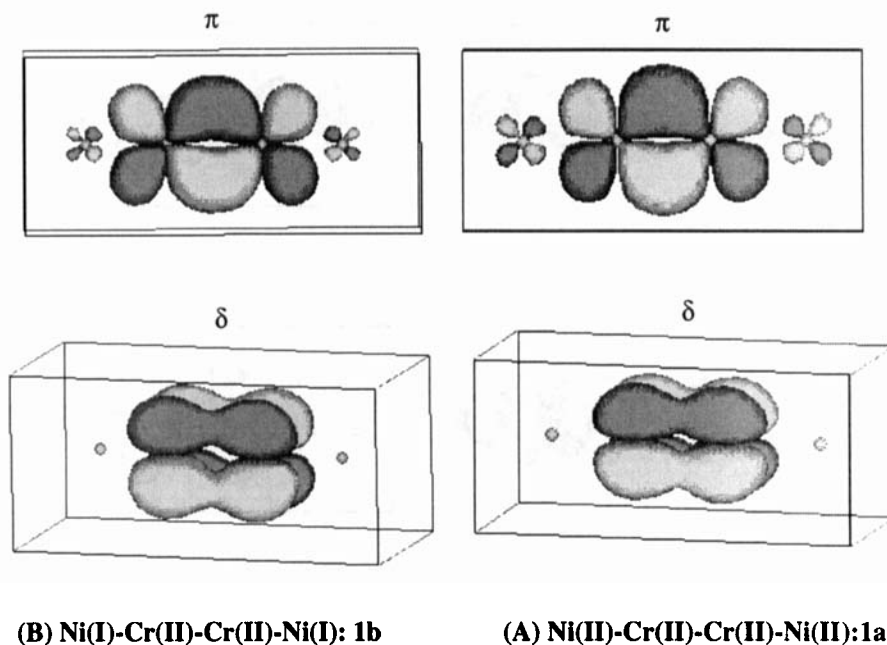 π
π
δ
δ
(B) Ni(I)-Cr(II)-Cr(II)-Ni(I): 1b
(A) Ni(II)-Cr(II)-Cr(II)-Ni(II):1a